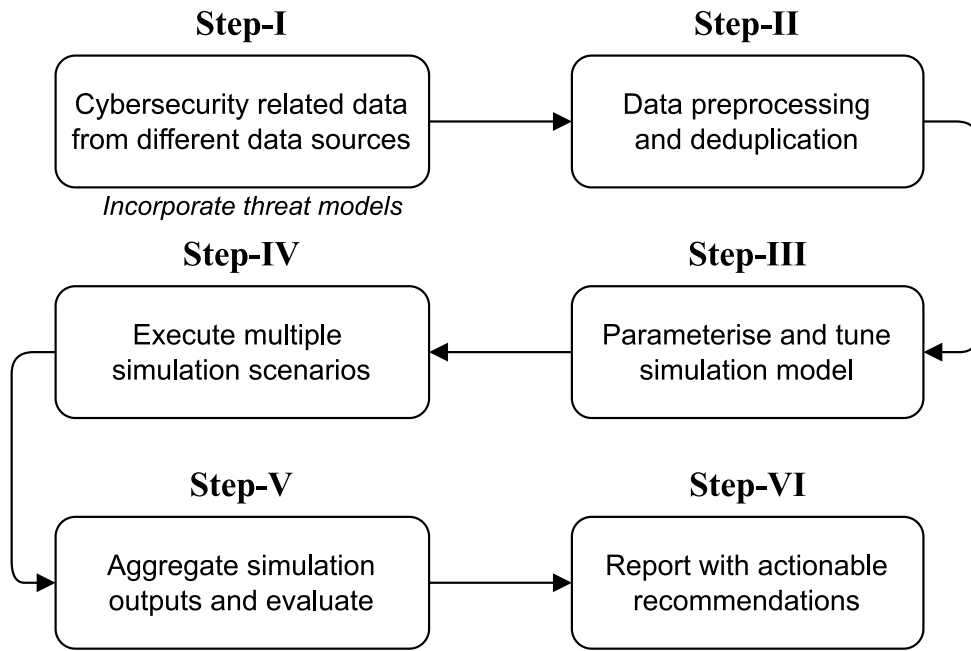 Step-I
Cybersecurity related data
from different data sources
Incorporate threat models
Step-II
Data preprocessing
and deduplication
Step-III
Parameterise and tune
simulation model
Step-IV
Execute multiple
simulation scenarios
Step-V
Aggregate simulation
outputs and evaluate
Step-VI
Report with actionable
recommendations